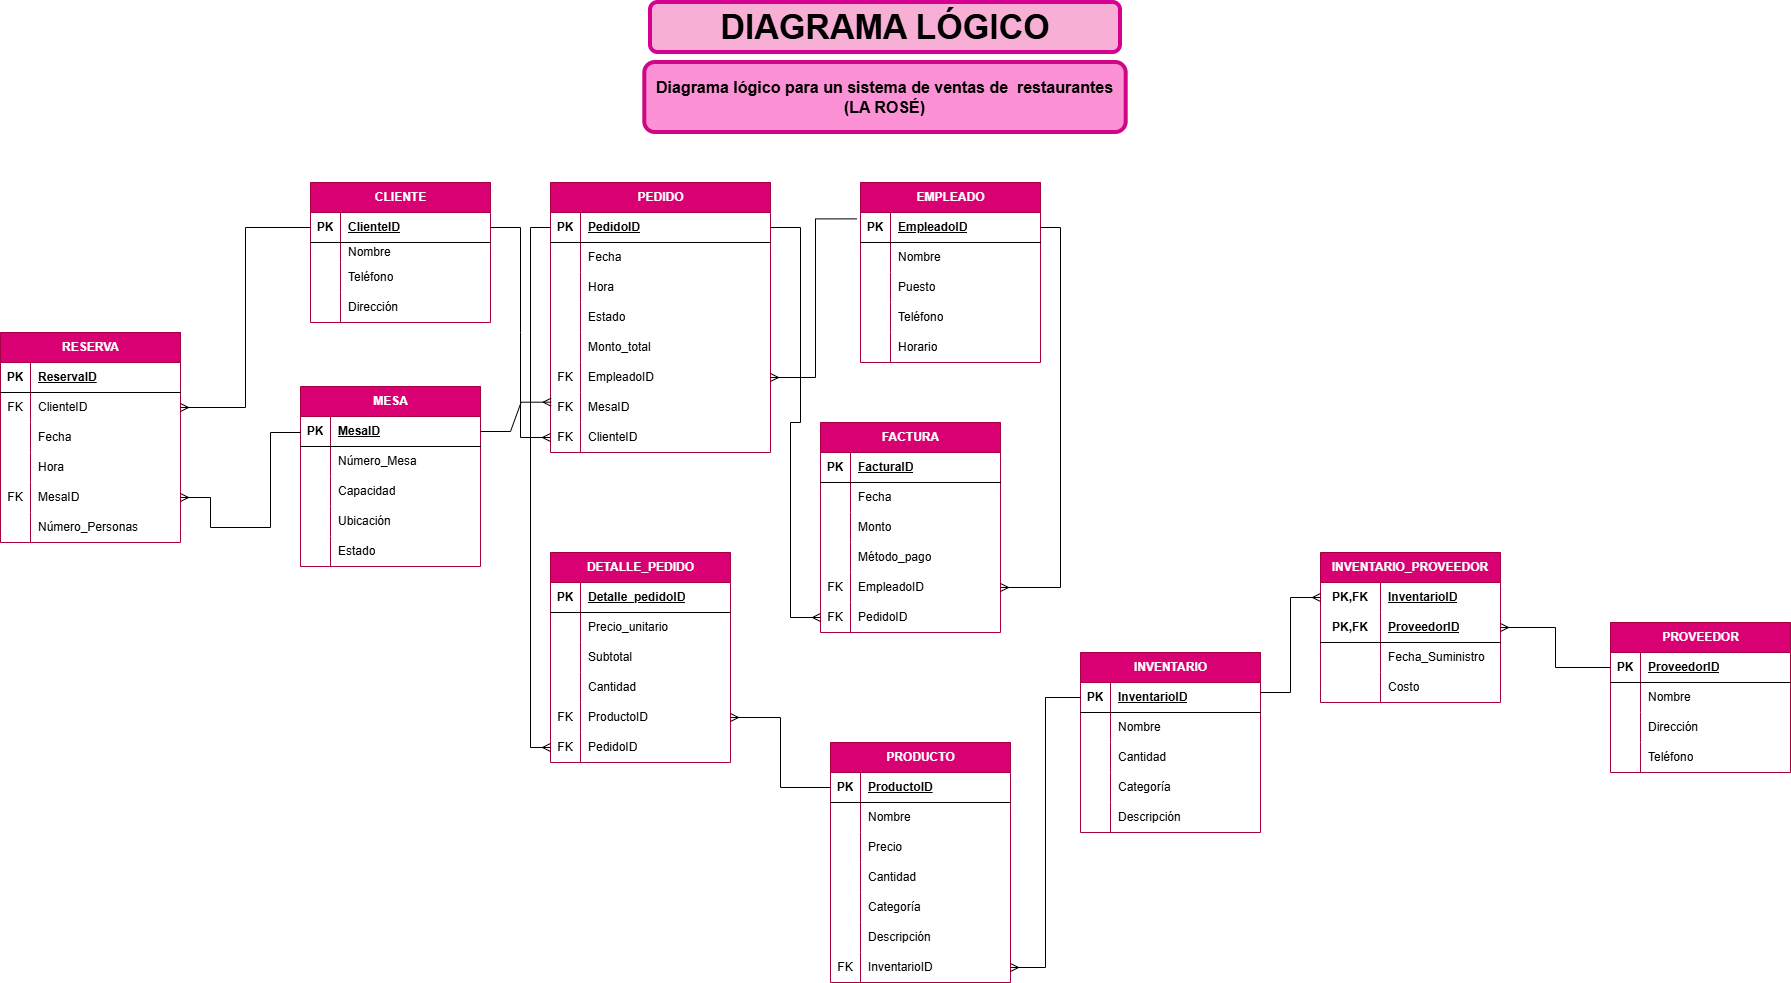 DIAGRAMA LÓGICO
Diagrama lógico para un sistema de ventas de restaurantes
(LA ROSÉ)
CLIENTE
PK ClienteID
Nombre
Teléfono
Dirección
PEDIDO
PK PedidoID
Fecha
Hora
Estado
Monto_total
FK EmpleadoID
FK MesaID
FK ClienteID
EMPLEADO
PK EmpleadoID
Nombre
Puesto
Teléfono
Horario
RESERVA
PK ReservaID
FK ClienteID
Fecha
Hora
FK MesaID
Número_Personas
MESA
PK MesaID
Número_Mesa
Capacidad
Ubicación
Estado
FACTURA
PK FacturaID
Fecha
Monto
Método_pago
FK EmpleadoID
FK PedidoID
DETALLE_PEDIDO
PK Detalle_pedidoID
Precio_unitario
Subtotal
Cantidad
FK ProductoID
FK PedidoID
INVENTARIO_PROVEEDOR
PK,FK InventarioID
PK,FK ProveedorID
Fecha_Suministro
Costo
PROVEEDOR
PK ProveedorID
Nombre
Dirección
Teléfono
INVENTARIO
PK InventarioID
Nombre
Cantidad
Categoría
Descripción
PRODUCTO
PK ProductoID
Nombre
Precio
Cantidad
Categoría
Descripción
FK InventarioID